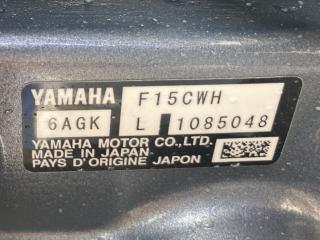 YAMAHA F15CWH
6AGK L 1085048
YAMAHA MOTOR CO.,LTD.
MADE IN JAPAN
PAYS D'ORIGINE JAPON